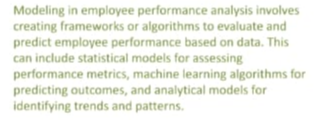 Modeling in employee performance analysis involves
creating frameworks or algorithms to evaluate and
predict employee performance based on data. This
can include statistical models for assessing
performance metrics, machine learning algorithms for
predicting outcomes, and analytical models for
identifying trends and patterns.